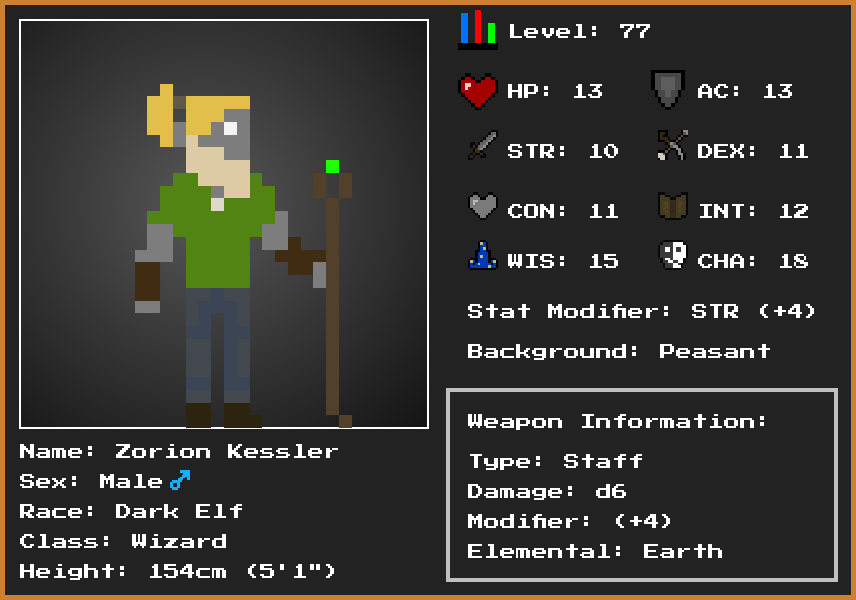 Level: 77
HP: 13 AC: 13
STR: 10 DEX: 11
CON: 11 INT: 12
WIS: 15 CHA: 18
Stat Modifier: STR (+4)
Background: Peasant
Weapon Information:
Type: Staff
Damage: d6
Modifier: (+4)
Elemental: Earth
Name: Zorion Kessler
Sex: Male ♂
Race: Dark Elf
Class: Wizard
Height: 154cm (5'1")